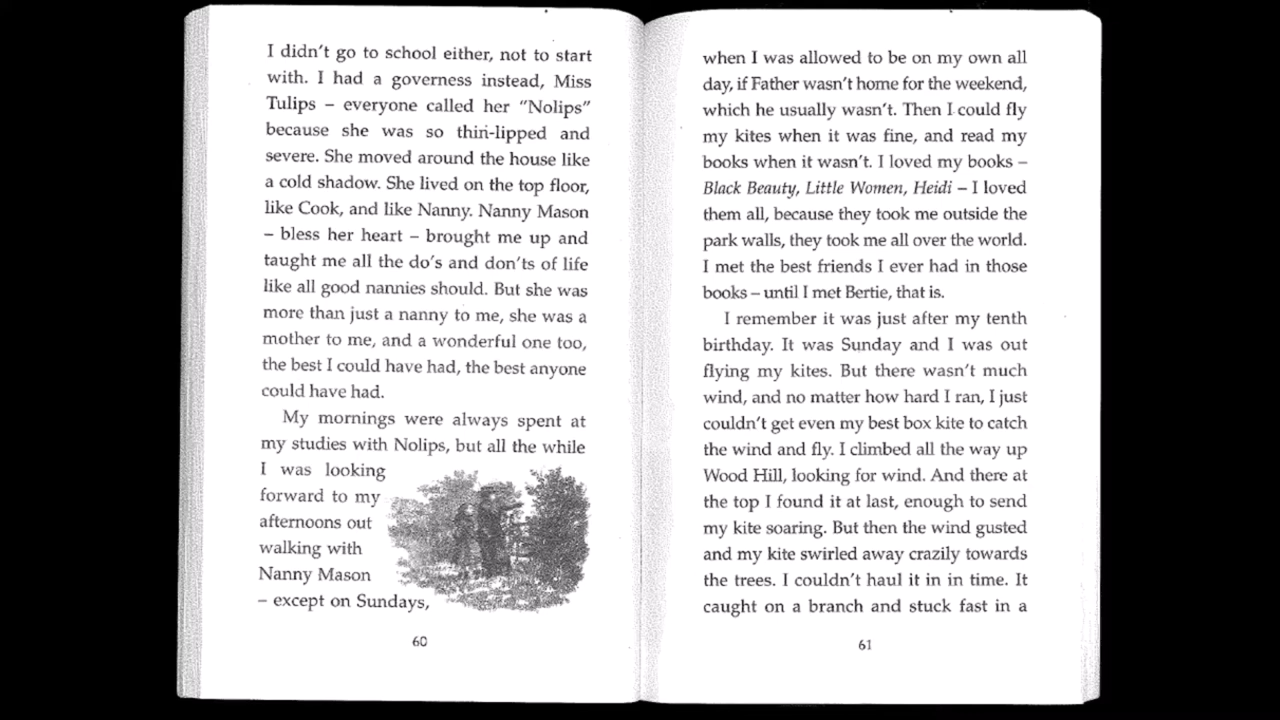 I didn't go to school either, not to start
with. I had a governess instead, Miss
Tulips – everyone called her "Nolips"
because she was so thin-lipped and
severe. She moved around the house like
a cold shadow. She lived on the top floor,
like Cook, and like Nanny. Nanny Mason
– bless her heart – brought me up and
taught me all the do's and don'ts of life
like all good nannies should. But she was
more than just a nanny to me, she was a
mother to me, and a wonderful one too,
the best I could have had, the best anyone
could have had.
My mornings were always spent at
my studies with Nolips, but all the while
I was looking
forward to my
afternoons out
walking with
Nanny Mason
– except on Sundays,
60
when I was allowed to be on my own all
day, if Father wasn't home for the weekend,
which he usually wasn't. Then I could fly
my kites when it was fine, and read my
books when it wasn't. I loved my books –
Black Beauty, Little Women, Heidi – I loved
them all, because they took me outside the
park walls, they took me all over the world.
I met the best friends I ever had in those
books – until I met Bertie, that is.
I remember it was just after my tenth
birthday. It was Sunday and I was out
flying my kites. But there wasn't much
wind, and no matter how hard I ran, I just
couldn't get even my best box kite to catch
the wind and fly. I climbed all the way up
Wood Hill, looking for wind. And there at
the top I found it at last, enough to send
my kite soaring. But then the wind gusted
and my kite swirled away crazily towards
the trees. I couldn't haul it in in time. It
caught on a branch and stuck fast in a
61